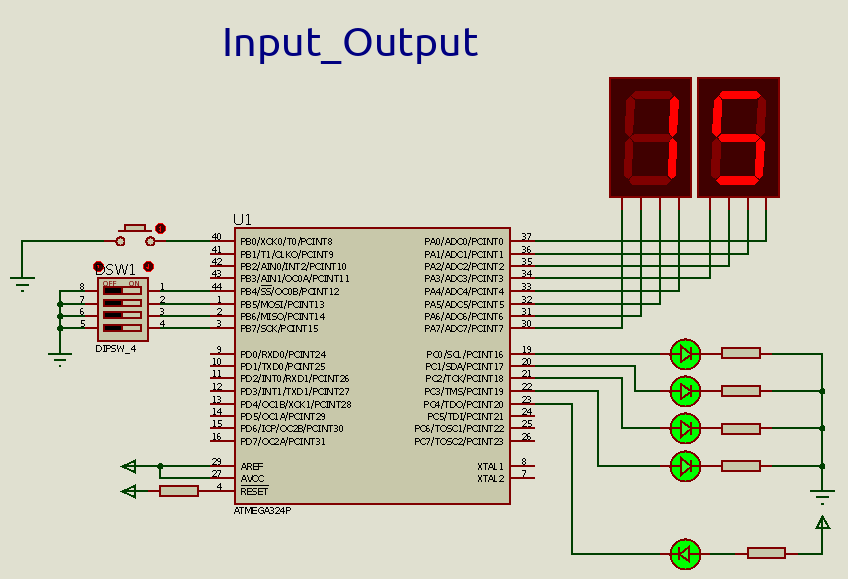 Input_Output
15
U1
40 PB0/XCK0/T0/PCINT8 PA0/ADC0/PCINT0 37
41 PB1/T1/CLKO/PCINT9 PA1/ADC1/PCINT1 36
42 PB2/AIN0/INT2/PCINT10 PA2/ADC2/PCINT2 35
43 PB3/AIN1/OC0A/PCINT11 PA3/ADC3/PCINT3 34
44 PB4/SS/OC0B/PCINT12 PA4/ADC4/PCINT4 33
1 PB5/MOSI/PCINT13 PA5/ADC5/PCINT5 32
2 PB6/MISO/PCINT14 PA6/ADC6/PCINT6 31
3 PB7/SCK/PCINT15 PA7/ADC7/PCINT7 30
DSW1
OFF ON
8 1
7 2
6 3
5 4
DIPSW_4
9 PD0/RXD0/PCINT24 PC0/SCL/PCINT16 19
10 PD1/TXD0/PCINT25 PC1/SDA/PCINT17 20
11 PD2/INT0/RXD1/PCINT26 PC2/TCK/PCINT18 21
12 PD3/INT1/TXD1/PCINT27 PC3/TMS/PCINT19 22
13 PD4/OC1B/XCK1/PCINT28 PC4/TDO/PCINT20 23
14 PD5/OC1A/PCINT29 PC5/TDI/PCINT21 24
15 PD6/ICP/OC2B/PCINT30 PC6/TOSC1/PCINT22 25
16 PD7/OC2A/PCINT31 PC7/TOSC2/PCINT23 26
29 AREF XTAL1 8
27 AVCC XTAL2 7
4 RESET
ATMEGA324P